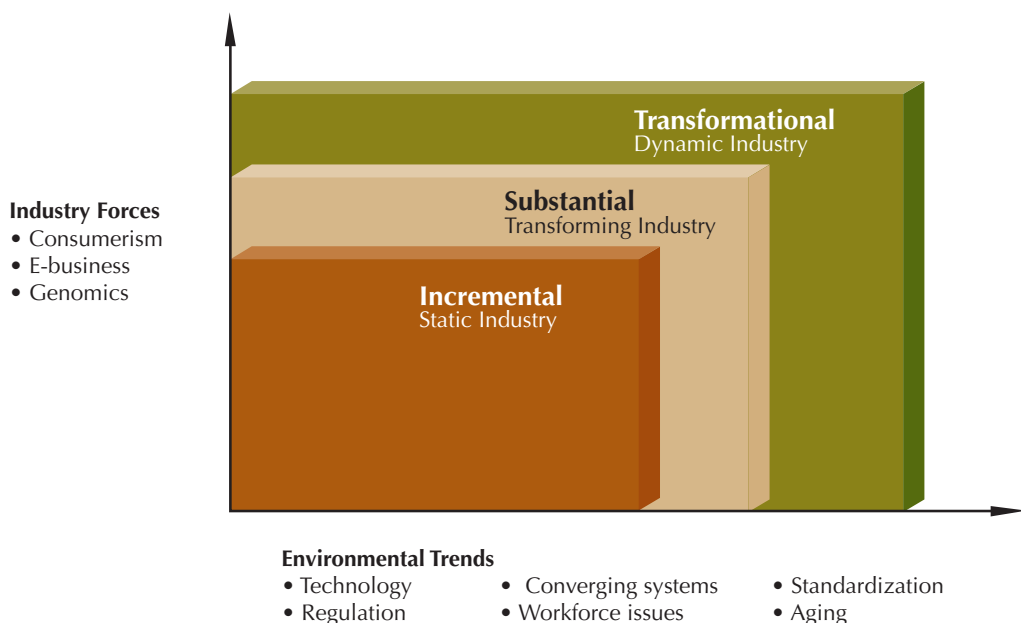 Transformational
Dynamic Industry
Substantial
Transforming Industry
Industry Forces
• Consumerism
• E-business
• Genomics
Incremental
Static Industry
Environmental Trends
• Technology • Converging systems • Standardization
• Regulation • Workforce issues • Aging